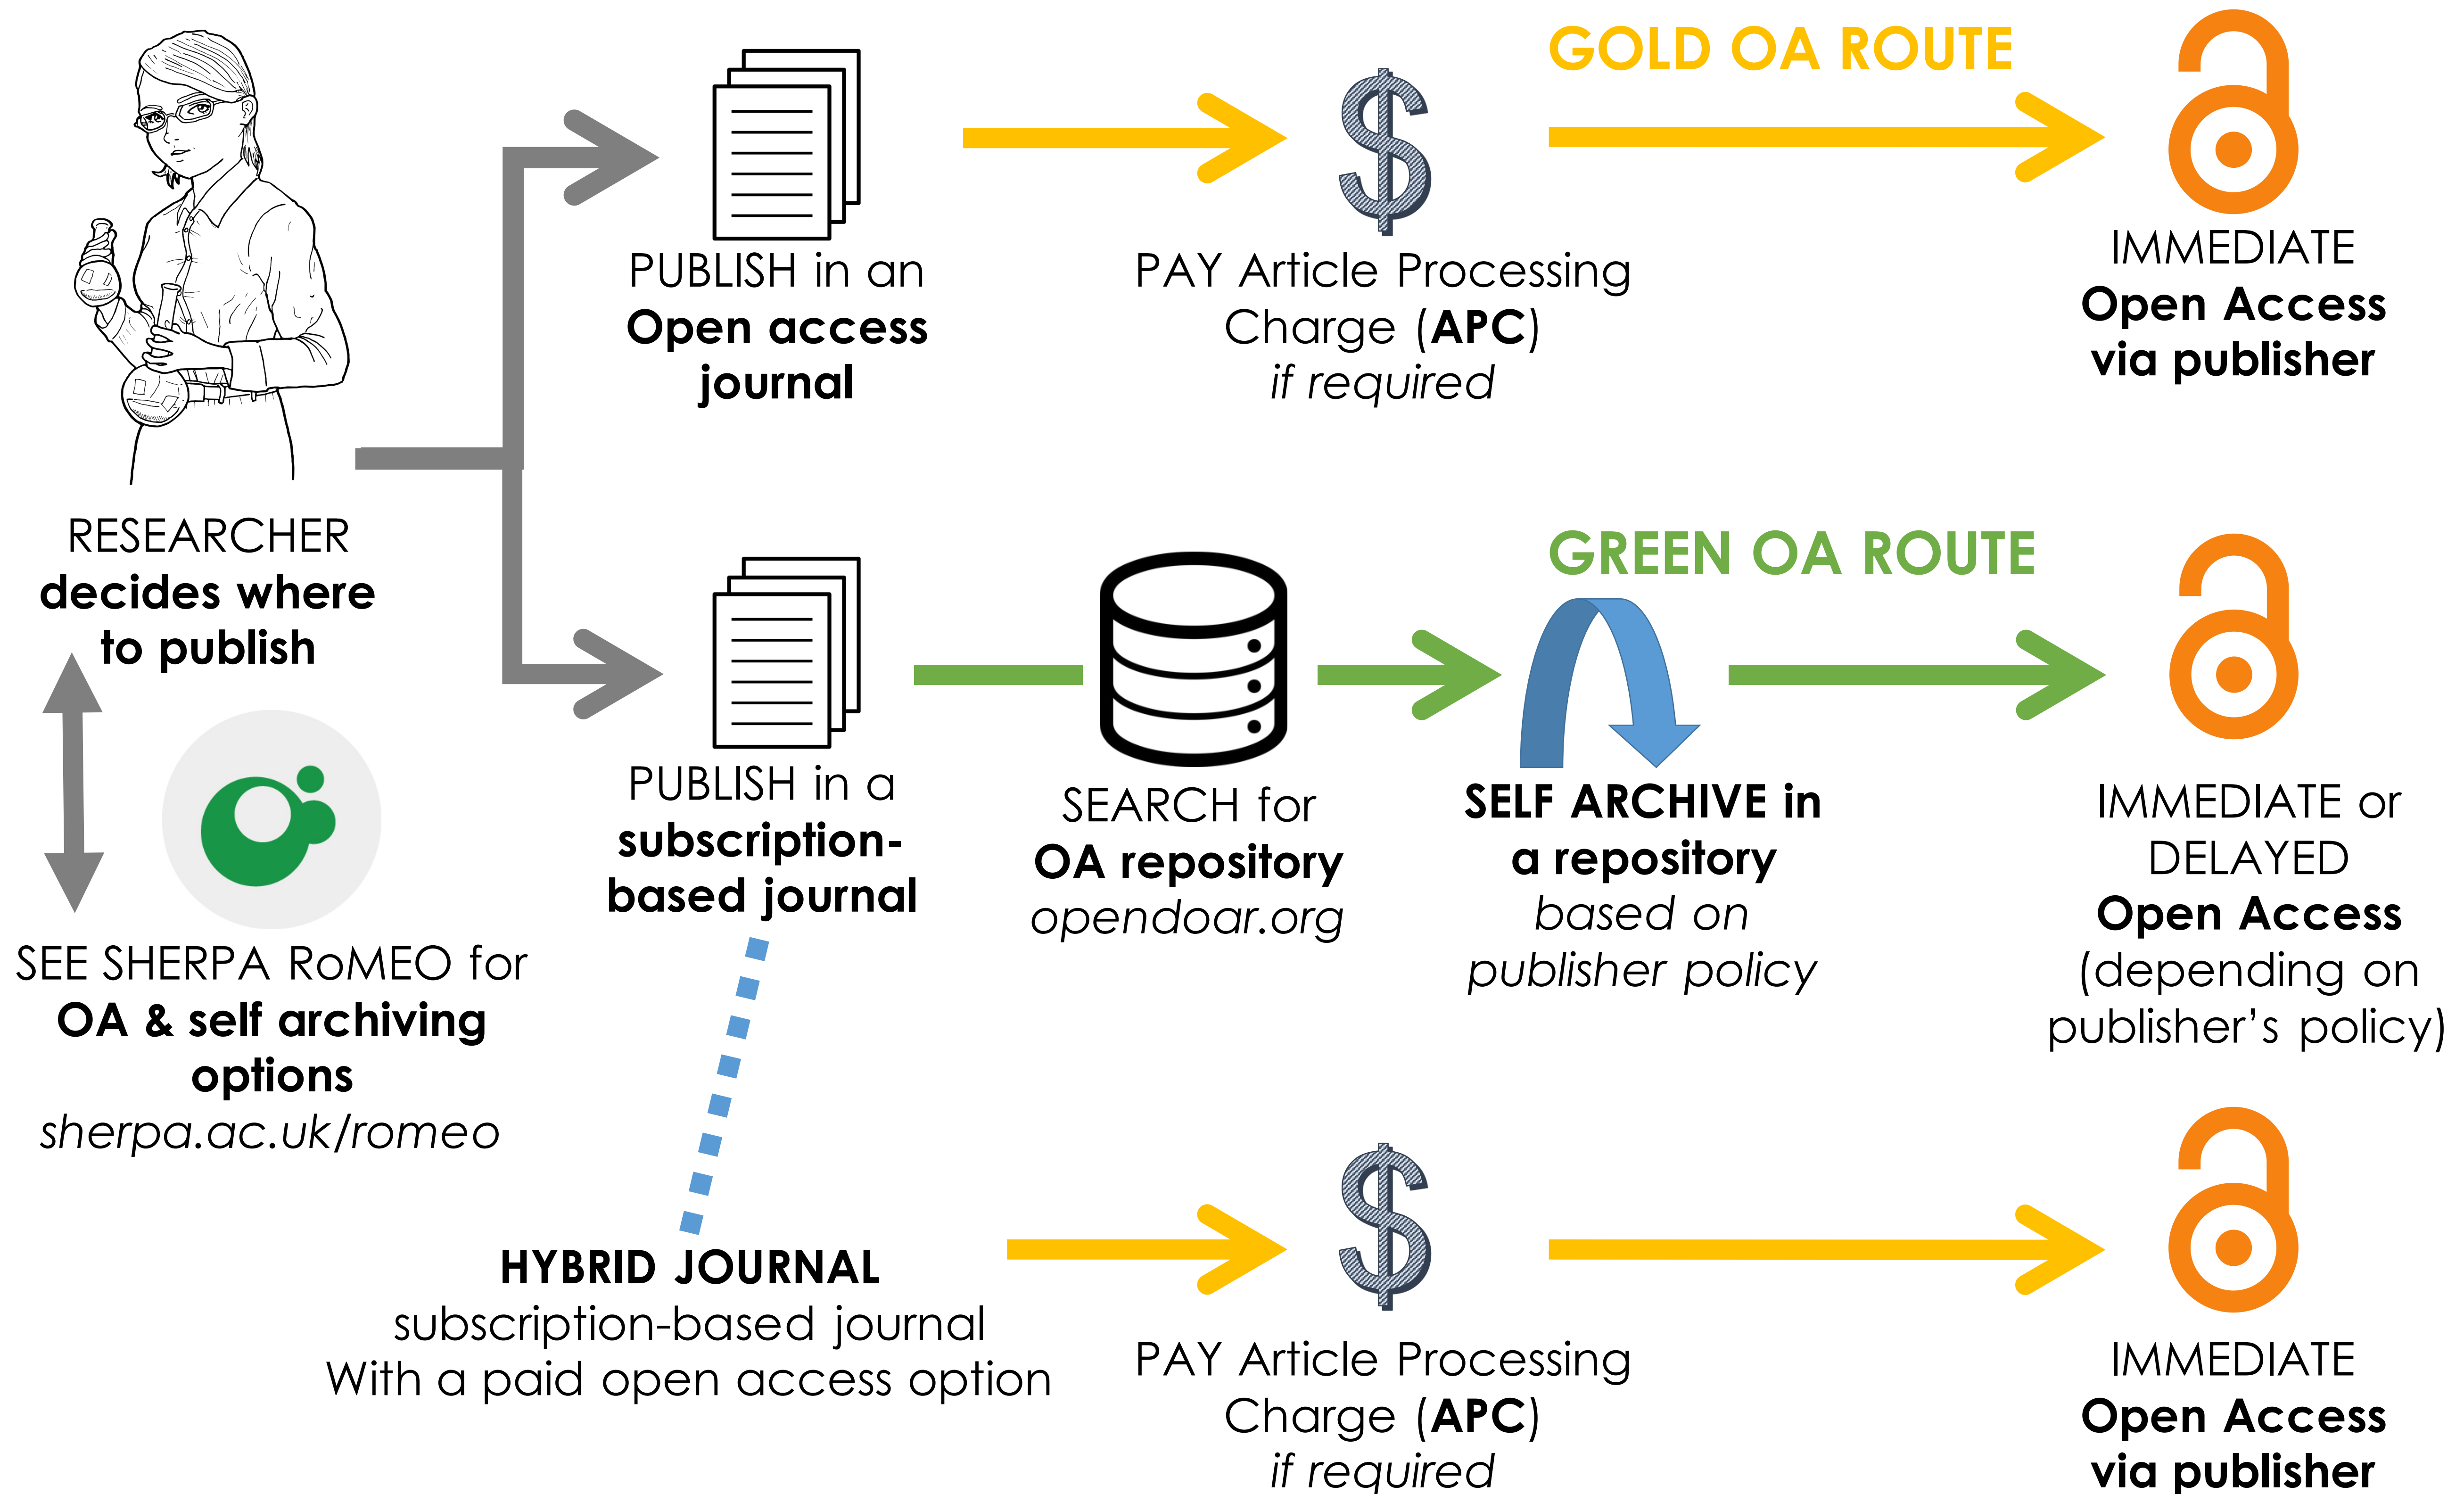 GOLD OA ROUTE
PUBLISH in an
Open access
journal
PAY Article Processing
Charge (APC)
if required
IMMEDIATE
Open Access
via publisher
RESEARCHER
decides where
to publish
SEE SHERPA RoMEO for
OA & self archiving
options
sherpa.ac.uk/romeo
GREEN OA ROUTE
PUBLISH in a
subscription-
based journal
SEARCH for
OA repository
opendoar.org
SELF ARCHIVE in
a repository
based on
publisher policy
IMMEDIATE or
DELAYED
Open Access
(depending on
publisher’s policy)
HYBRID JOURNAL
subscription-based journal
With a paid open access option
PAY Article Processing
Charge (APC)
if required
IMMEDIATE
Open Access
via publisher